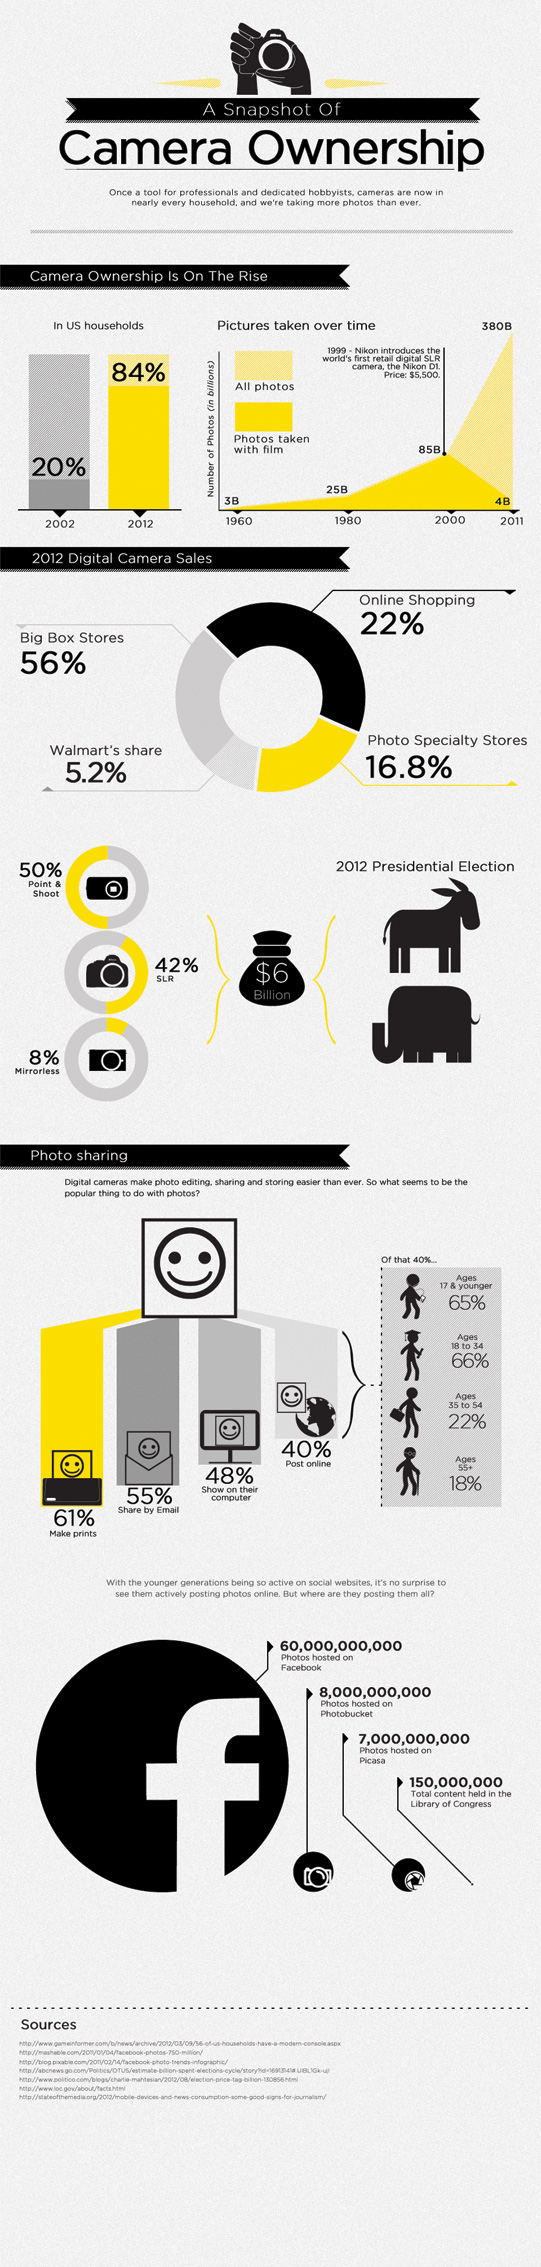 A Snapshot Of
Camera Ownership
Once a tool for professionals and dedicated hobbyists, cameras are now in
nearly every household, and we're taking more photos than ever.
Camera Ownership Is On The Rise
In US households
84%
20%
2002
2012
Pictures taken over time
380B
1999 - Nikon introduces the
world's first retail digital SLR
camera, the Nikon D1.
Price: $5,500.
Number of Photos (in billions)
All photos
Photos taken
with film
85B
25B
3B
4B
1960
1980
2000
2011
2012 Digital Camera Sales
Online Shopping
22%
Big Box Stores
56%
Photo Specialty Stores
16.8%
Walmart's share
5.2%
50%
Point &
Shoot
42%
SLR
8%
Mirrorless
$6
Billion
2012 Presidential Election
Photo sharing
Digital cameras make photo editing, sharing and storing easier than ever. So what seems to be the
popular thing to do with photos?
61%
Make prints
55%
Share by Email
48%
Show on their
computer
40%
Post online
Of that 40%...
Ages
17 & younger
65%
Ages
18 to 34
66%
Ages
35 to 54
22%
Ages
55+
18%
With the younger generations being so active on social websites, it's no surprise to
see them actively posting photos online. But where are they posting them all?
60,000,000,000
Photos hosted on
Facebook
8,000,000,000
Photos hosted on
Photobucket
7,000,000,000
Photos hosted on
Picasa
150,000,000
Total content held in the
Library of Congress
f
Sources
http://www.gameinformer.com/b/news/archive/2012/03/09/56-of-us-households-have-a-modern-console.aspx
http://mashable.com/2011/01/04/facebook-photos-750-million/
http://blog.pixable.com/2011/02/14/facebook-photo-trends-infographic/
http://abcnews.go.com/Politics/OTUS/estimate-billion-spent-elections-cycle/story?id=16913141#.UIBL1Gk-ujI
http://www.politico.com/blogs/charlie-mahtesian/2012/08/election-price-tag-billion-130856.html
http://www.loc.gov/about/facts.html
http://stateofthemedia.org/2012/mobile-devices-and-news-consumption-some-good-signs-for-journalism/